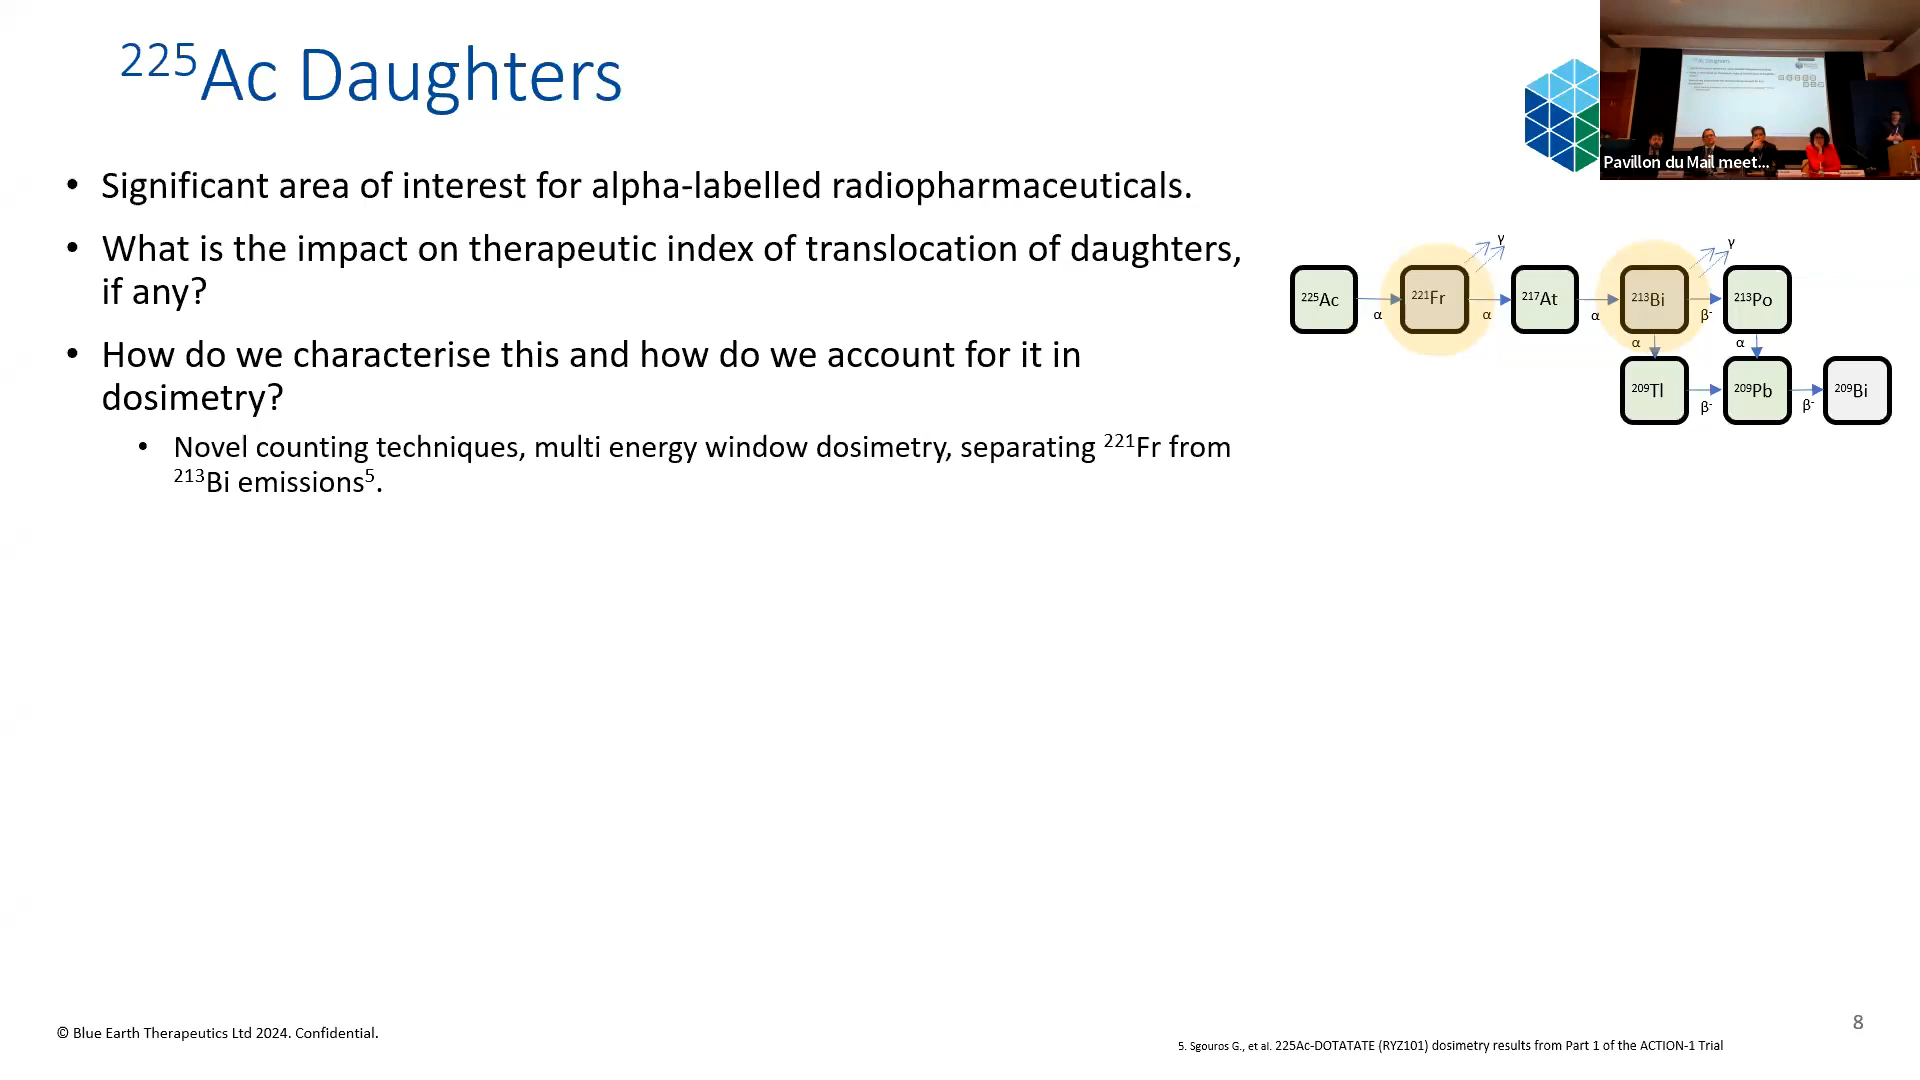 ²²⁵Ac Daughters
• Significant area of interest for alpha-labelled radiopharmaceuticals.
• What is the impact on therapeutic index of translocation of daughters,
if any?
• How do we characterise this and how do we account for it in
dosimetry?
• Novel counting techniques, multi energy window dosimetry, separating ²²¹Fr from
²¹³Bi emissions⁵.
Pavillon du Mail meet...
γ γ
²²⁵Ac ²²¹Fr ²¹⁷At ²¹³Bi ²¹³Po
α α α β⁻
α α
²⁰⁹Tl ²⁰⁹Pb ²⁰⁹Bi
β⁻ β⁻
© Blue Earth Therapeutics Ltd 2024. Confidential.
8
5. Sgouros G., et al. 225Ac-DOTATATE (RYZ101) dosimetry results from Part 1 of the ACTION-1 Trial